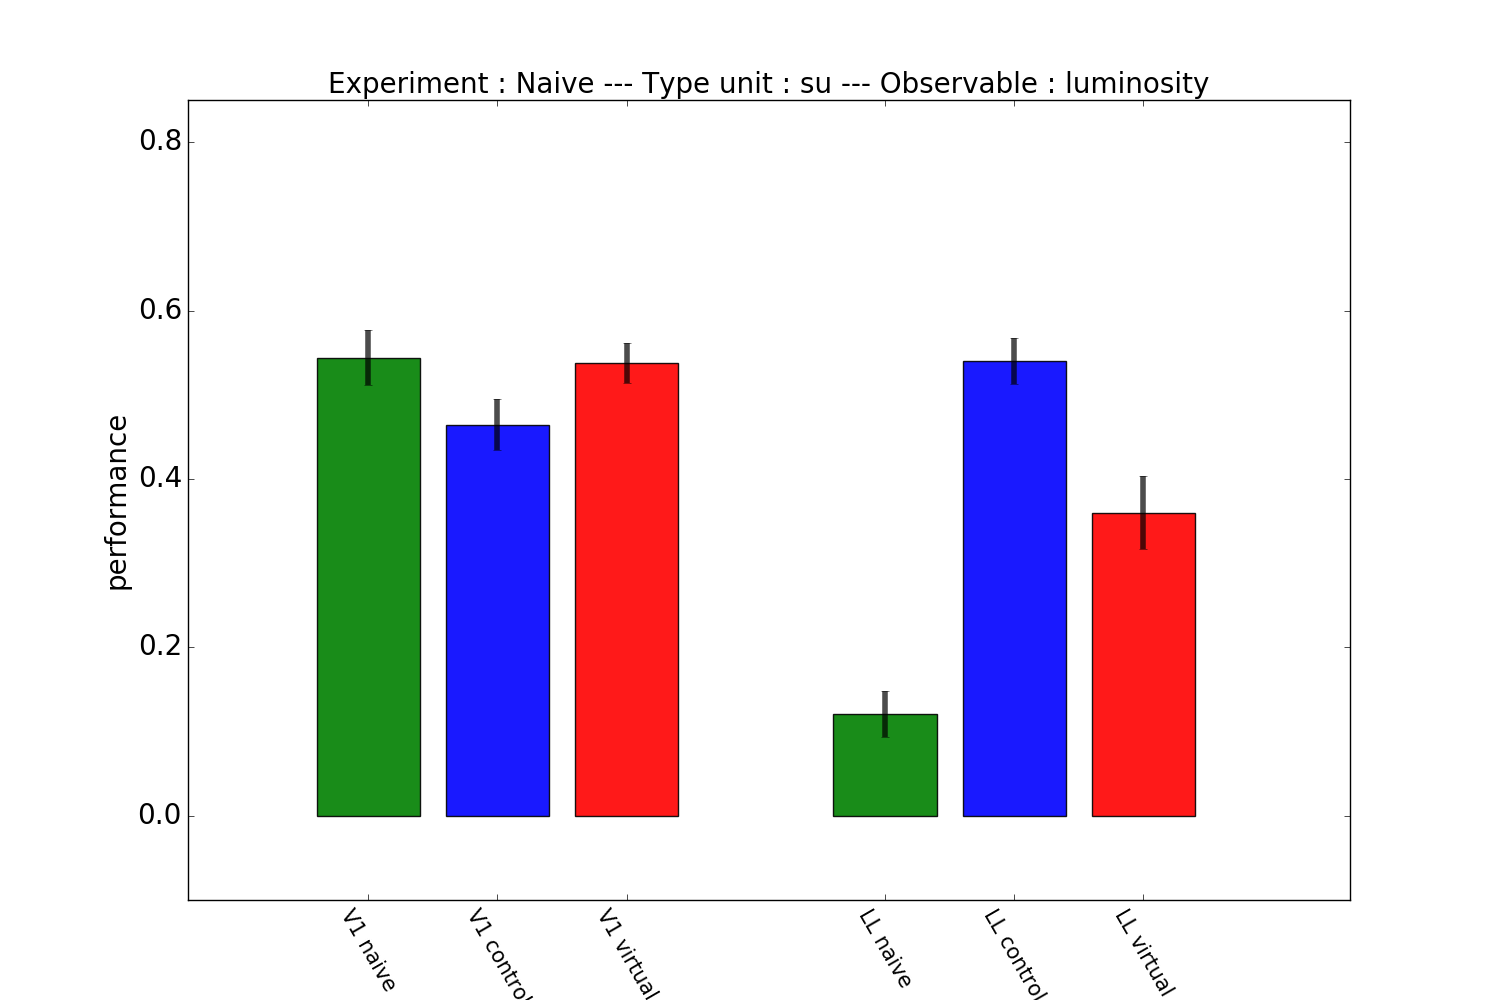 Experiment : Naive --- Type unit : su --- Observable : luminosity
0.8
0.6
0.4
0.2
0.0
performance
V1 naive
V1 control
V1 virtual
LL naive
LL control
LL virtual